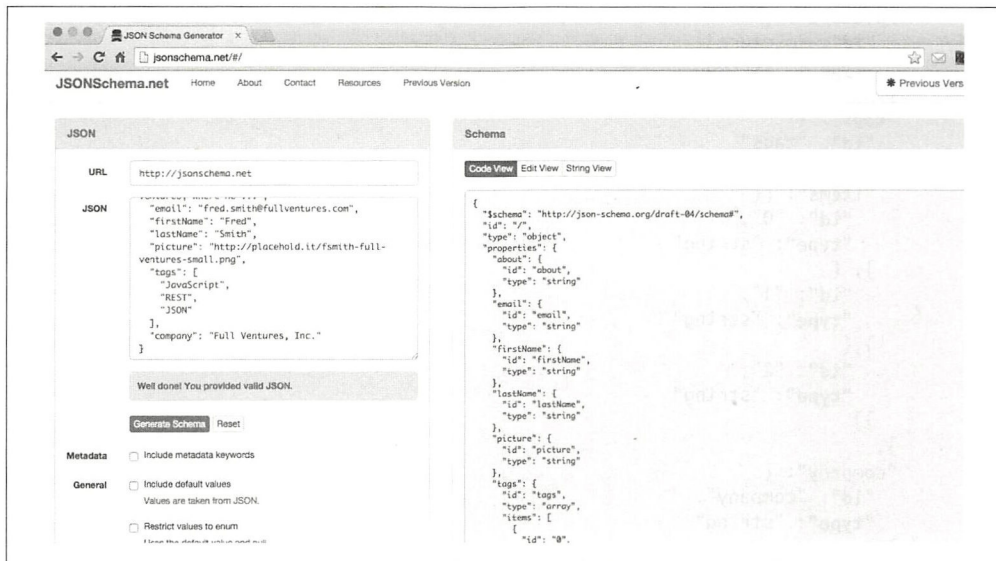 JSON Schema Generator ×
jsonschema.net/#/
JSONSchema.net Home About Contact Resources Previous Version
Previous Vers
JSON
URL
http://jsonschema.net
JSON
"email": "fred.smith@fullventures.com",
"firstName": "Fred",
"lastName": "Smith",
"picture": "http://placehold.it/fsmith-full-
ventures-small.png",
"tags": [
"JavaScript",
"REST",
"JSON"
],
"company": "Full Ventures, Inc."
}
Well done! You provided valid JSON.
Generate Schema Reset
Metadata
Include metadata keywords
General
Include default values
Values are taken from JSON.
Restrict values to enum
Schema
Code View Edit View String View
{
"$schema": "http://json-schema.org/draft-04/schema#",
"id": "/",
"type": "object",
"properties": {
"about": {
"id": "about",
"type": "string"
},
"email": {
"id": "email",
"type": "string"
},
"firstName": {
"id": "firstName",
"type": "string"
},
"lastName": {
"id": "lastName",
"type": "string"
},
"picture": {
"id": "picture",
"type": "string"
},
"tags": {
"id": "tags",
"type": "array",
"items": [
{
"id": "0",